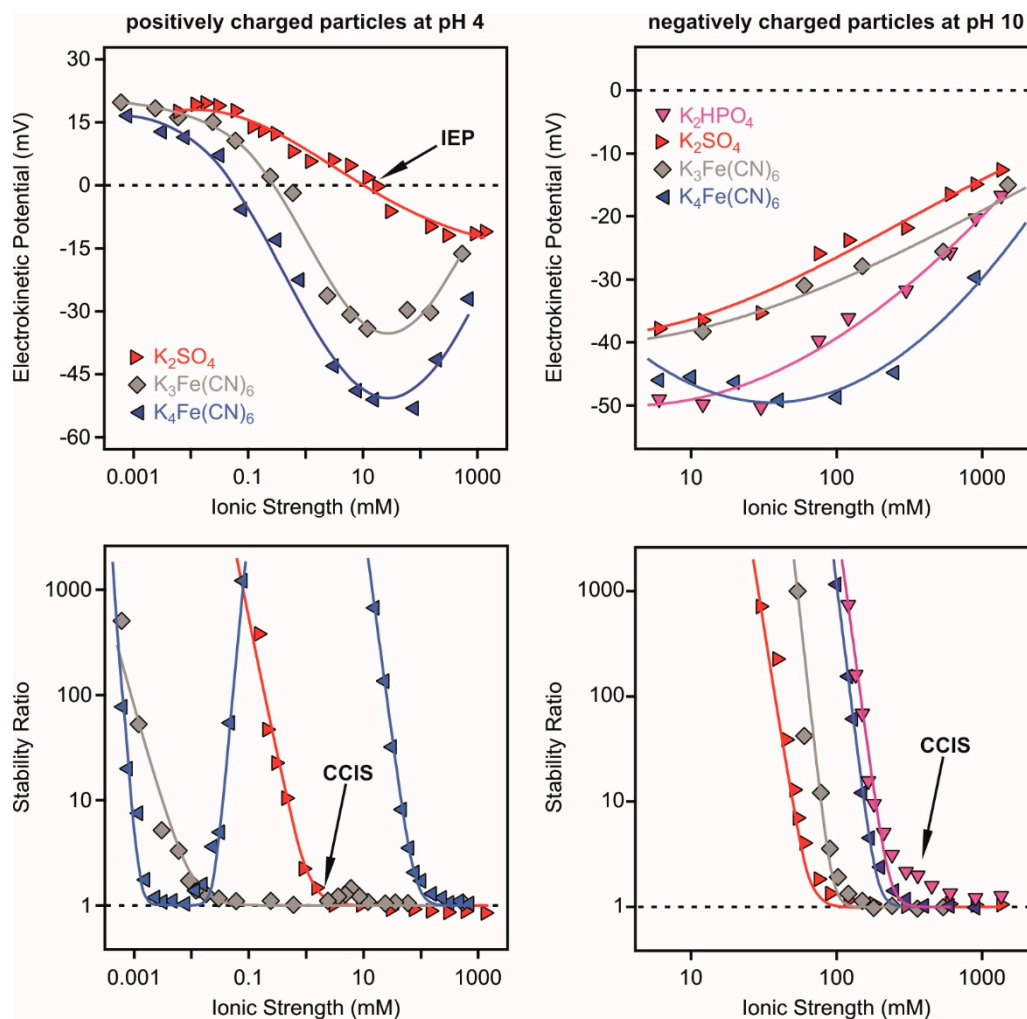 positively charged particles at pH 4
negatively charged particles at pH 10
Electrokinetic Potential (mV)
30
15
0
-15
-30
-45
-60
IEP
K₂SO₄
K₃Fe(CN)₆
K₄Fe(CN)₆
0.001
0.1
10
1000
Ionic Strength (mM)
Electrokinetic Potential (mV)
0
-10
-20
-30
-40
-50
K₂HPO₄
K₂SO₄
K₃Fe(CN)₆
K₄Fe(CN)₆
10
100
1000
Ionic Strength (mM)
Stability Ratio
1000
100
10
1
CCIS
0.001
0.1
10
1000
Ionic Strength (mM)
Stability Ratio
1000
100
10
1
CCIS
10
100
1000
Ionic Strength (mM)